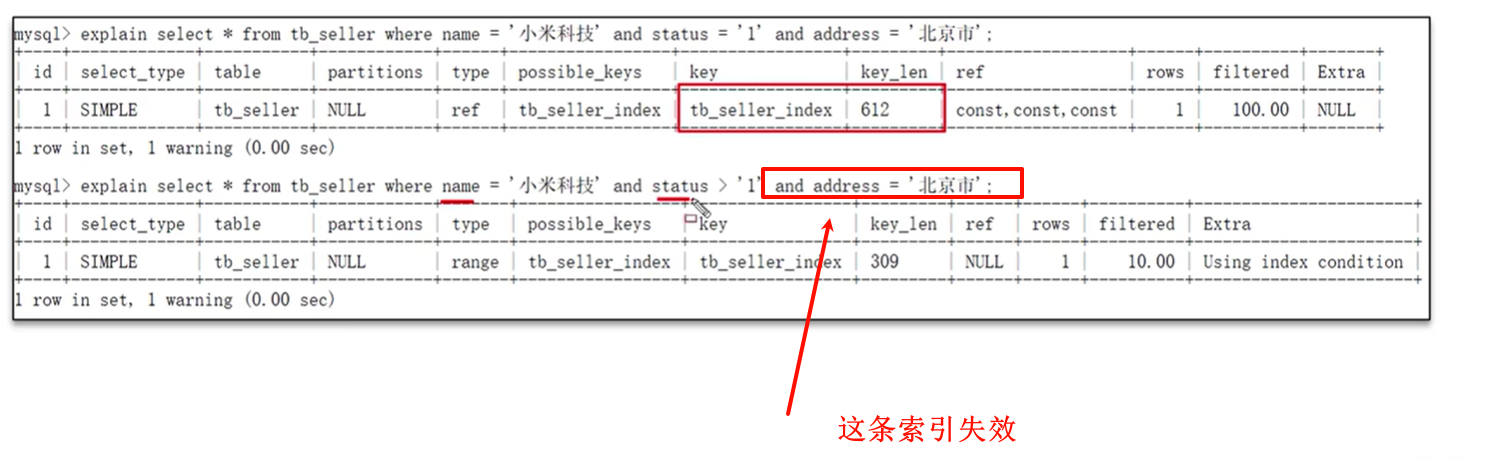 mysql> explain select * from tb_seller where name = '小米科技' and status = '1' and address = '北京市';
| id | select_type | table | partitions | type | possible_keys | key | key_len | ref | rows | filtered | Extra |
| 1 | SIMPLE | tb_seller | NULL | ref | tb_seller_index | tb_seller_index | 612 | const,const,const | 1 | 100.00 | NULL |
1 row in set, 1 warning (0.00 sec)
mysql> explain select * from tb_seller where name = '小米科技' and status > '1' and address = '北京市';
| id | select_type | table | partitions | type | possible_keys | key | key_len | ref | rows | filtered | Extra |
| 1 | SIMPLE | tb_seller | NULL | range | tb_seller_index | tb_seller_index | 309 | NULL | 1 | 10.00 | Using index condition |
1 row in set, 1 warning (0.00 sec)
这条索引失效